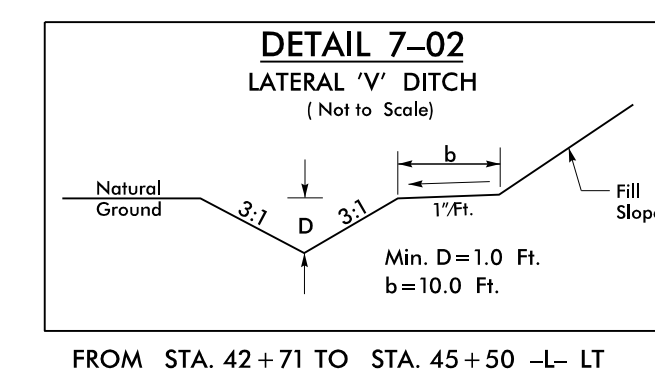 DETAIL 7–02
LATERAL 'V' DITCH
( Not to Scale)
b
Natural
Ground
3:1
D
3:1
1"/Ft.
Fill
Slope
Min. D=1.0 Ft.
b=10.0 Ft.
FROM STA. 42+71 TO STA. 45+50 –L– LT